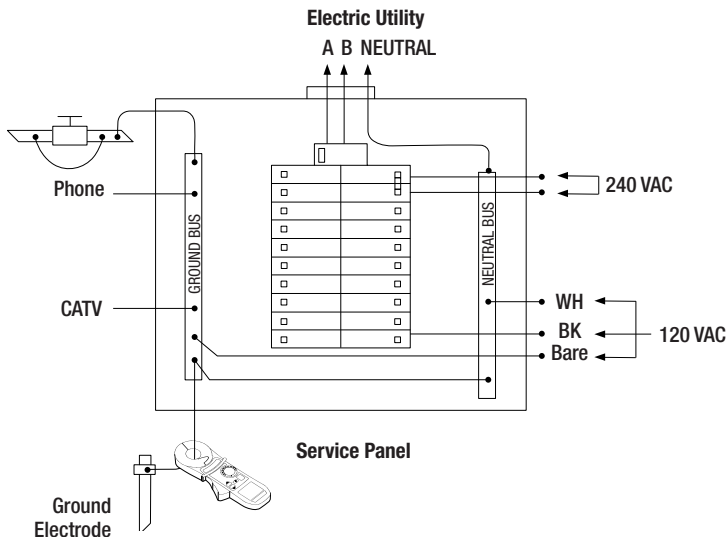 Electric Utility
A B NEUTRAL
Phone
GROUND BUS
NEUTRAL BUS
240 VAC
CATV
WH
BK
Bare
120 VAC
Service Panel
Ground
Electrode